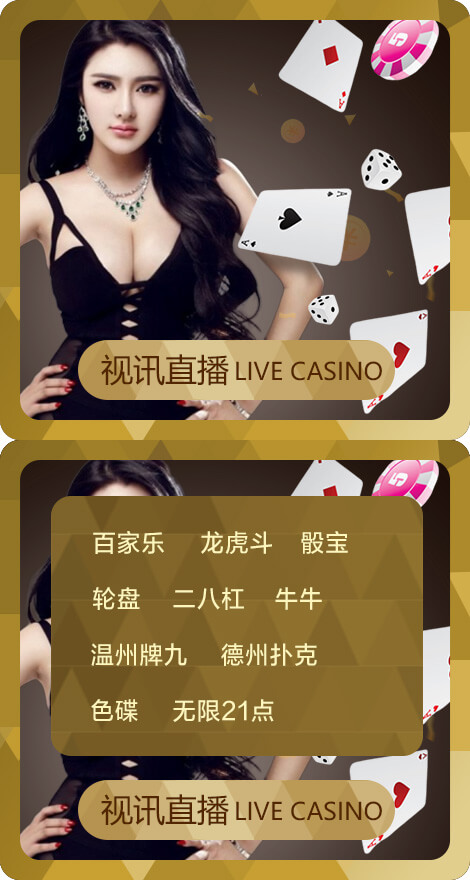 视讯直播 LIVE CASINO
百家乐 龙虎斗 骰宝
轮盘 二八杠 牛牛
温州牌九 德州扑克
色碟 无限21点
视讯直播 LIVE CASINO